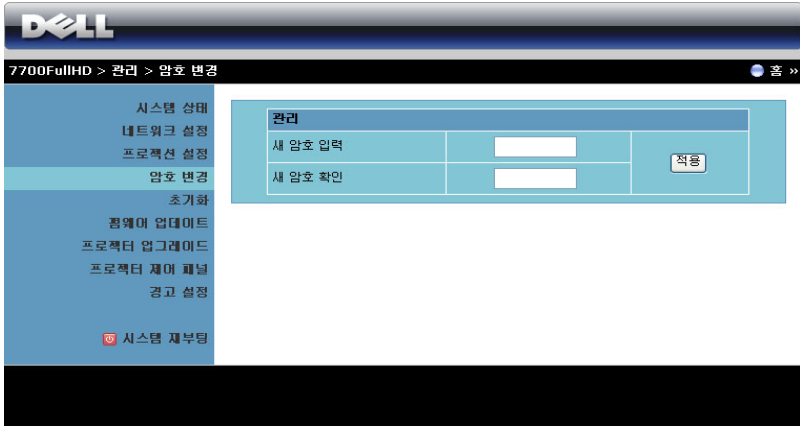 DELL
7700FullHD > 관리 > 암호 변경
홈 »
시스템 상태
네트워크 설정
프로젝션 설정
암호 변경
초기화
펌웨어 업데이트
프로젝터 업그레이드
프로젝터 제어 패널
경고 설정
시스템 재부팅
관리
새 암호 입력
새 암호 확인
적용